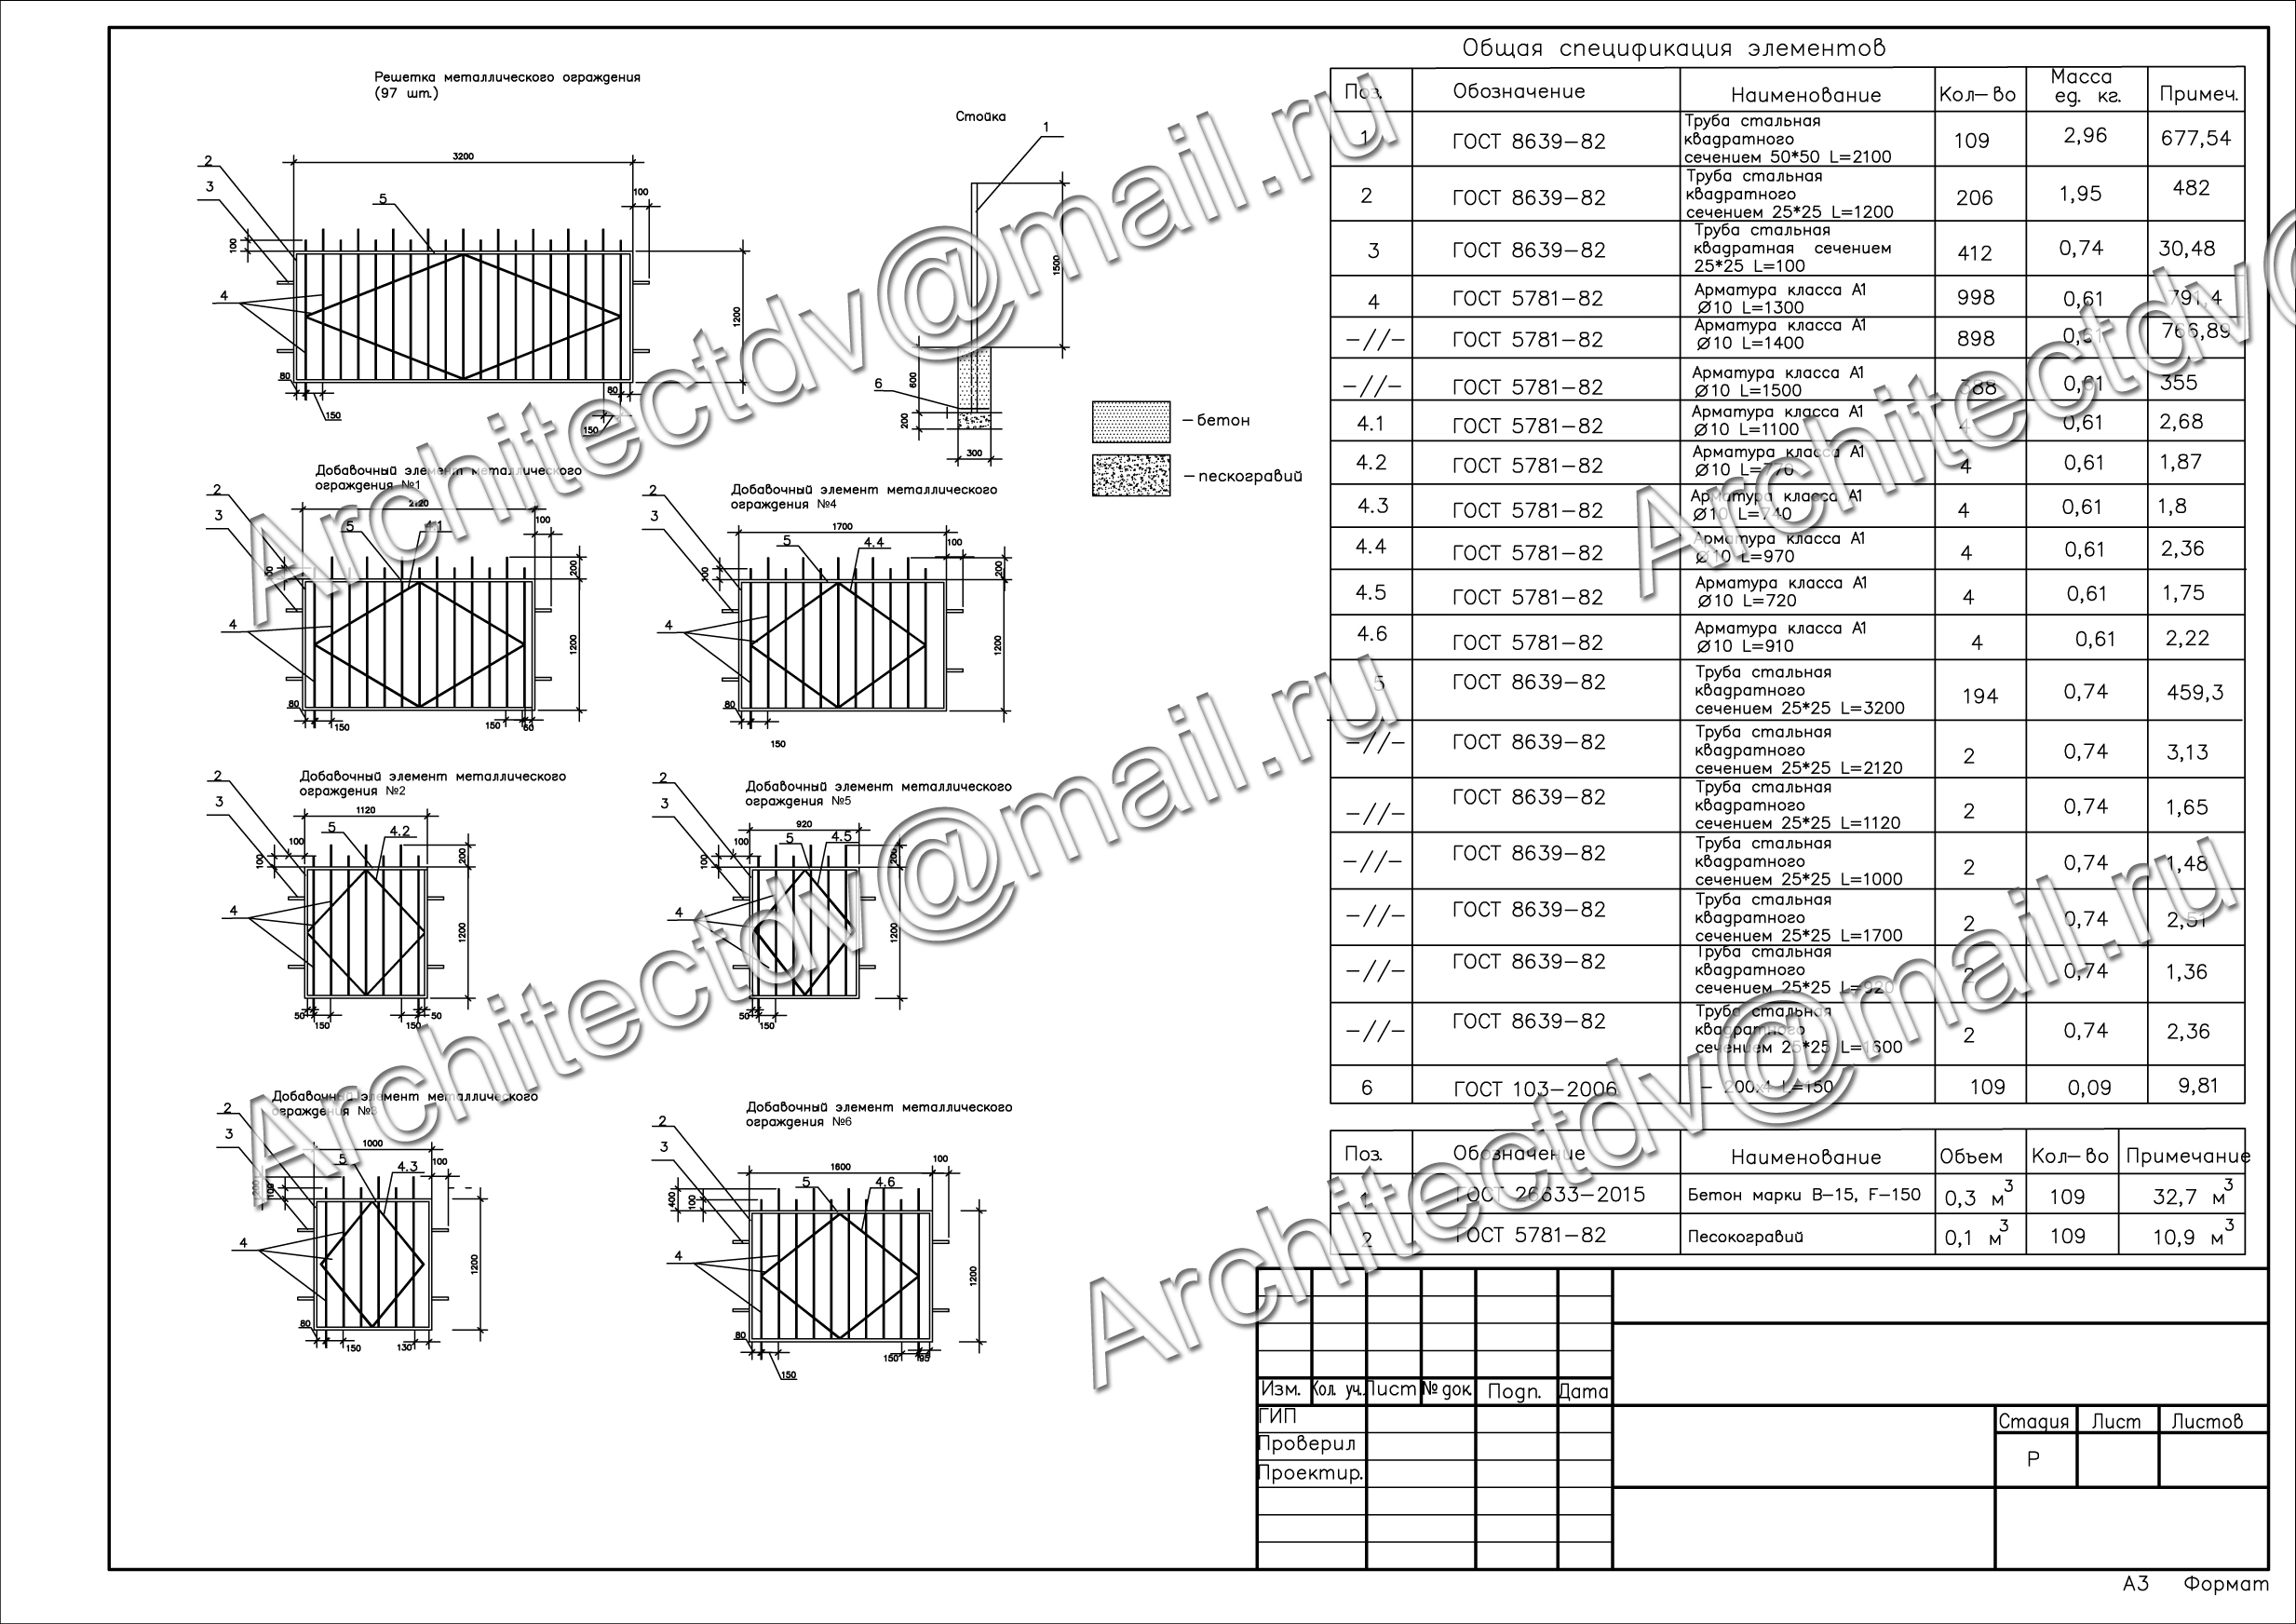 Решетка металлического ограждения
(97 шт.)
3200
2
3
5
100
100
4
1200
80
150
80
150
Стойка
1
1500
600
6
200
300
– бетон
– пескогравий
Добавочный элемент металлического
ограждения №1
2120
2
3
5
4.1
100
200
4
1200
80
150
150
Добавочный элемент металлического
ограждения №4
1700
2
3
5
4.4
100
100
200
4
1200
80
150
Добавочный элемент металлического
ограждения №2
1120
2
3
5
4.2
100
100
200
4
1200
50
150
150
50
Добавочный элемент металлического
ограждения №5
920
2
3
5
4.5
100
100
200
4
1200
50
150
Добавочный элемент металлического
ограждения №3
1000
2
3
5
4.3
100
100
4
1200
80
150
130
Добавочный элемент металлического
ограждения №6
1600
2
3
5
4.6
100
400
100
4
1200
80
150
150
Общая спецификация элементов
Поз. Обозначение Наименование Кол–во Масса ед. кг. Примеч.
1 ГОСТ 8639–82 Труба стальная квадратного сечением 50*50 L=2100 109 2,96 677,54
2 ГОСТ 8639–82 Труба стальная квадратного сечением 25*25 L=1200 206 1,95 482
3 ГОСТ 8639–82 Труба стальная квадратная сечением 25*25 L=100 412 0,74 30,48
4 ГОСТ 5781–82 Арматура класса А1 Ø10 L=1300 998 0,61 791,4
–//– ГОСТ 5781–82 Арматура класса А1 Ø10 L=1400 898 0,61 766,89
–//– ГОСТ 5781–82 Арматура класса А1 Ø10 L=1500 388 0,61 355
4.1 ГОСТ 5781–82 Арматура класса А1 Ø10 L=1100 4 0,61 2,68
4.2 ГОСТ 5781–82 Арматура класса А1 Ø10 L=770 4 0,61 1,87
4.3 ГОСТ 5781–82 Арматура класса А1 Ø10 L=740 4 0,61 1,8
4.4 ГОСТ 5781–82 Арматура класса А1 Ø10 L=970 4 0,61 2,36
4.5 ГОСТ 5781–82 Арматура класса А1 Ø10 L=720 4 0,61 1,75
4.6 ГОСТ 5781–82 Арматура класса А1 Ø10 L=910 4 0,61 2,22
5 ГОСТ 8639–82 Труба стальная квадратного сечением 25*25 L=3200 194 0,74 459,3
–//– ГОСТ 8639–82 Труба стальная квадратного сечением 25*25 L=2120 2 0,74 3,13
–//– ГОСТ 8639–82 Труба стальная квадратного сечением 25*25 L=1120 2 0,74 1,65
–//– ГОСТ 8639–82 Труба стальная квадратного сечением 25*25 L=1000 2 0,74 1,48
–//– ГОСТ 8639–82 Труба стальная квадратного сечением 25*25 L=1700 2 0,74 2,51
–//– ГОСТ 8639–82 Труба стальная квадратного сечением 25*25 L=920 2 0,74 1,36
–//– ГОСТ 8639–82 Труба стальная квадратного сечением 25*25 L=1600 2 0,74 2,36
6 ГОСТ 103–2006 – 200х4 L=150 109 0,09 9,81
Поз. Обозначение Наименование Объем Кол–во Примечание
1 ГОСТ 26633–2015 Бетон марки В–15, F–150 0,3 м³ 109 32,7 м³
2 ГОСТ 5781–82 Песокогравий 0,1 м³ 109 10,9 м³
Изм. Кол. уч. Лист № док. Подп. Дата
ГИП
Проверил
Проектир.
Стадия Лист Листов
Р
А3 Формат
Architectdv@mail.ru
Architectdv@mail.ru
Architectdv@mail.ru
Architectdv